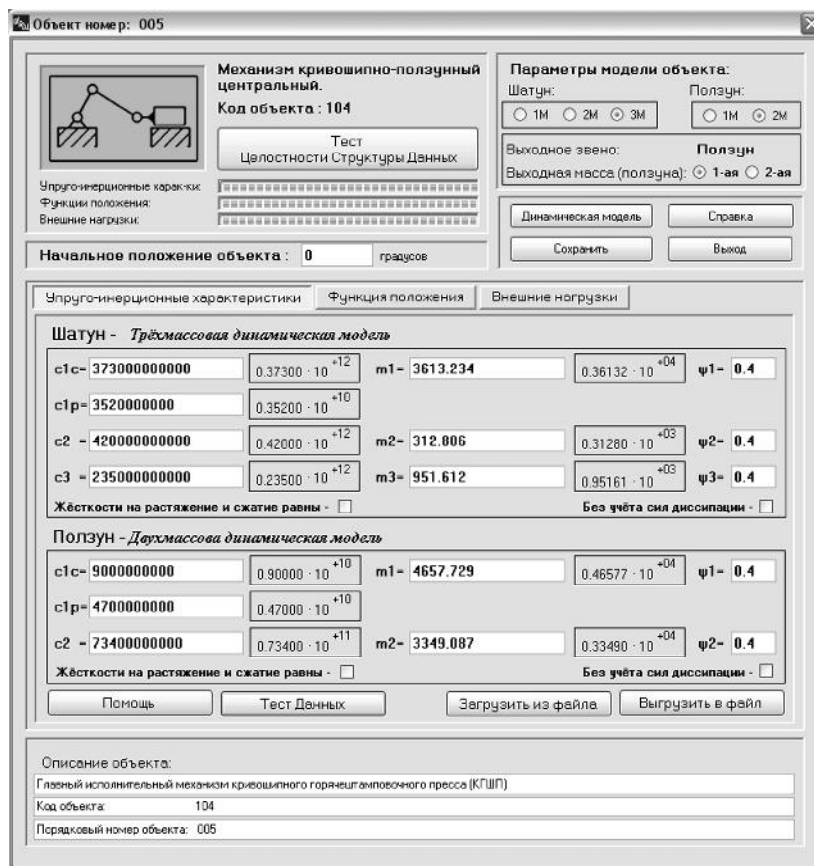 Объект номер: 005
Механизм кривошипно-ползунный
центральный.
Код объекта : 104
Тест
Целостности Структуры Данных
Упруго-инерционные харак-ки:
Функции положения:
Внешние нагрузки:
Начальное положение объекта : 0 градусов
Параметры модели объекта:
Шатун: Ползун:
1М 2М 3М 1М 2М
Выходное звено: Ползун
Выходная масса (ползуна): 1-ая 2-ая
Динамическая модель Справка
Сохранить Выход
Упруго-инерционные характеристики Функция положения Внешние нагрузки
Шатун - Трёхмассовая динамическая модель
c1c= 373000000000 0.37300 · 10 +12 m1= 3613.234 0.36132 · 10 +04 ψ1= 0.4
c1p= 3520000000 0.35200 · 10 +10
c2 = 420000000000 0.42000 · 10 +12 m2= 312.806 0.31280 · 10 +03 ψ2= 0.4
c3 = 235000000000 0.23500 · 10 +12 m3= 951.612 0.95161 · 10 +03 ψ3= 0.4
Жёсткости на растяжение и сжатие равны - Без учёта сил диссипации -
Ползун - Двухмассова динамическая модель
c1c= 9000000000 0.90000 · 10 +10 m1= 4657.729 0.46577 · 10 +04 ψ1= 0.4
c1p= 4700000000 0.47000 · 10 +10
c2 = 73400000000 0.73400 · 10 +11 m2= 3349.087 0.33490 · 10 +04 ψ2= 0.4
Жёсткости на растяжение и сжатие равны - Без учёта сил диссипации -
Помощь Тест Данных Загрузить из файла Выгрузить в файл
Описание объекта:
Главный исполнительный механизм кривошипного горячештамповочного пресса (КГШП)
Код объекта: 104
Порядковый номер объекта: 005